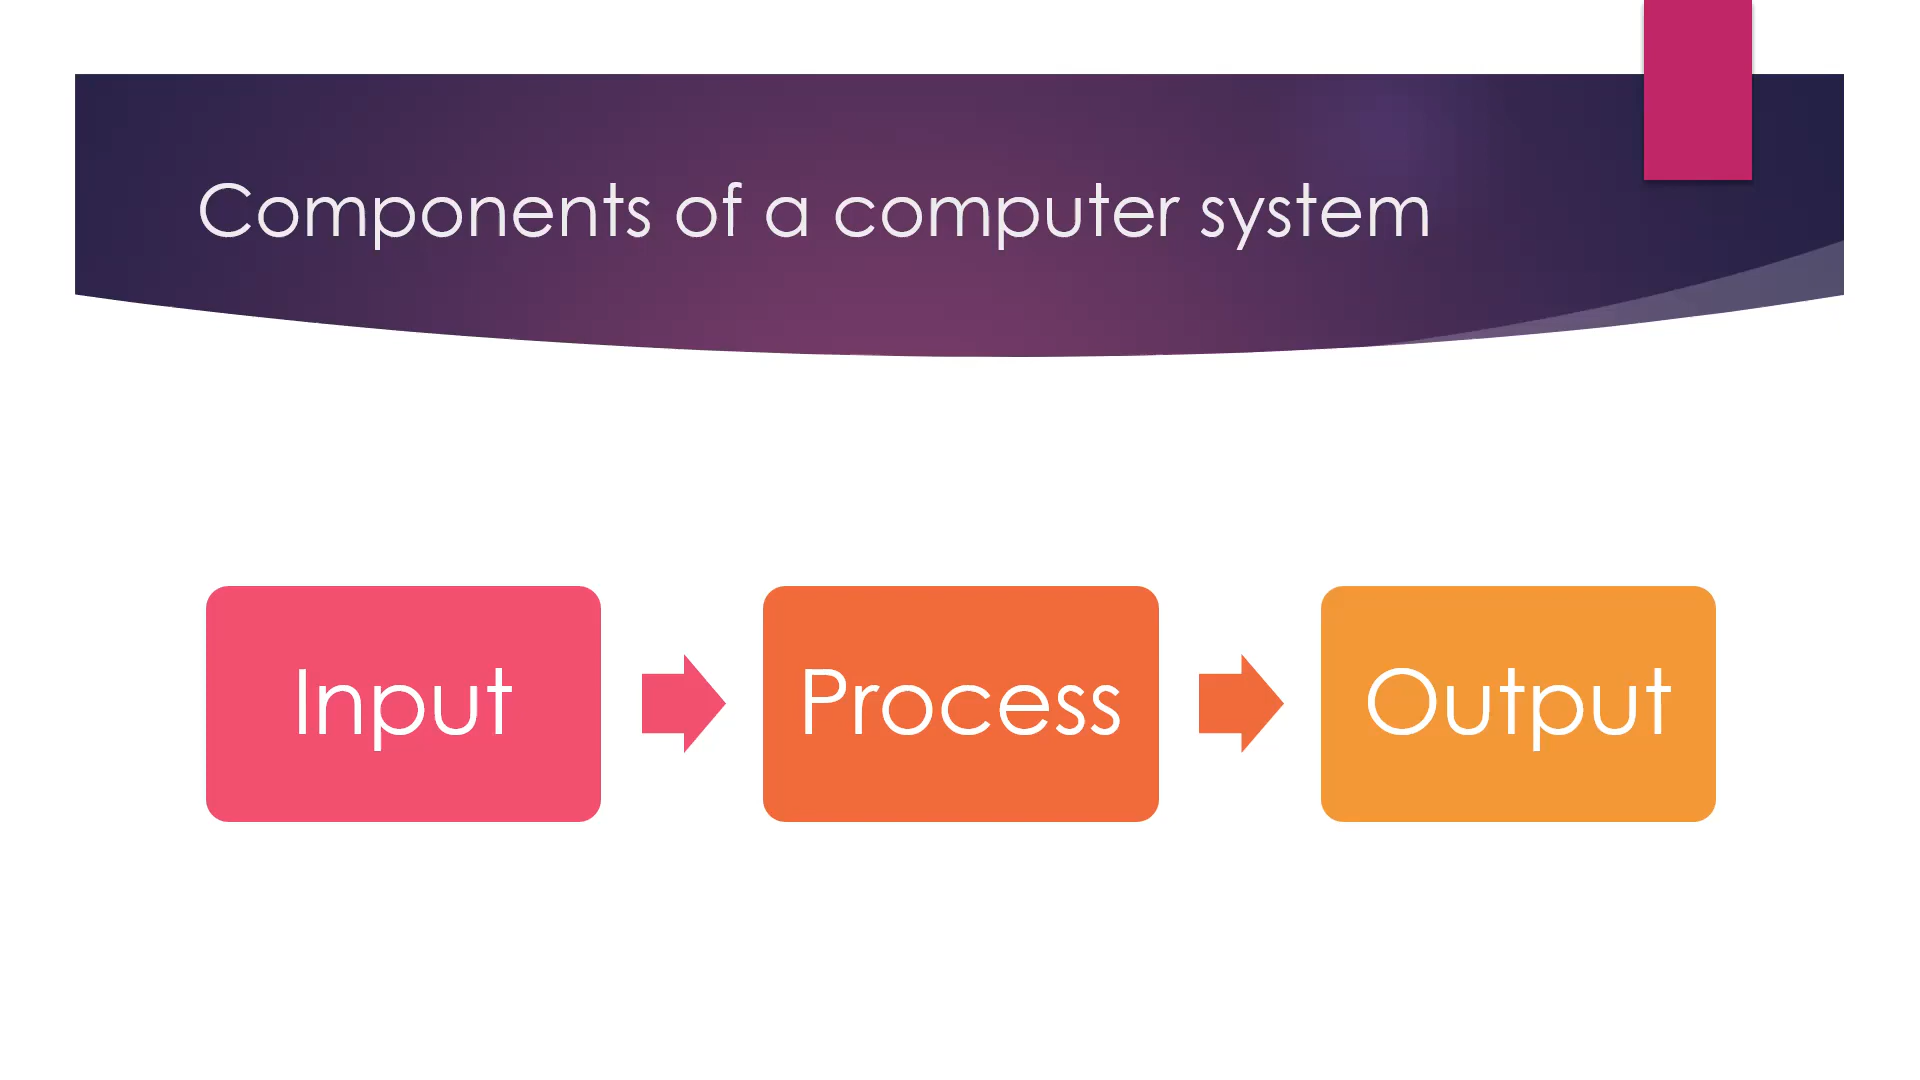 Components of a computer system
Input
Process
Output